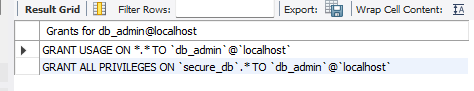 Result Grid Filter Rows: Export: Wrap Cell Content:
Grants for db_admin@localhost
GRANT USAGE ON *.* TO `db_admin`@`localhost`
GRANT ALL PRIVILEGES ON `secure_db`.* TO `db_admin`@`localhost`